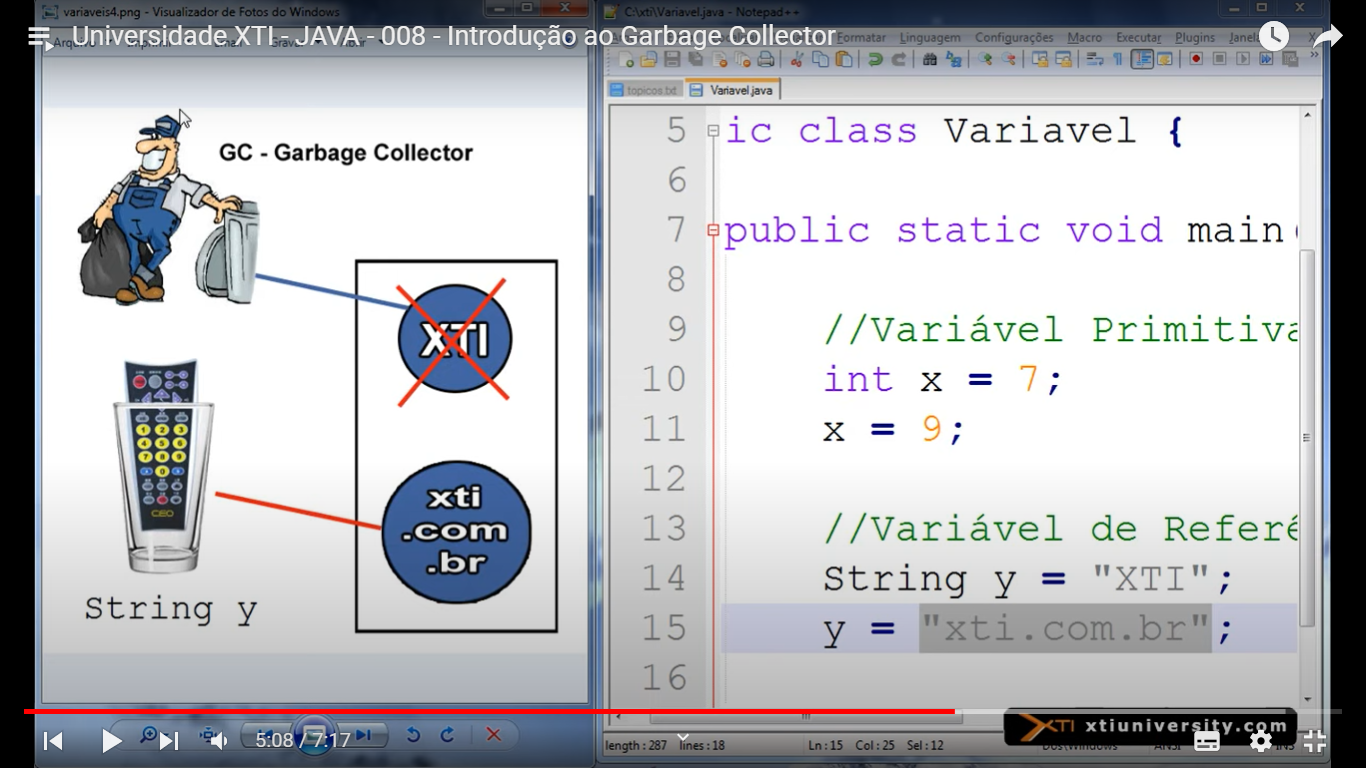 variaveis4.png - Visualizador de Fotos do Windows
C:\xti\Variavel.java - Notepad++
Universidade XTI - JAVA - 008 - Introdução ao Garbage Collector
Formatar Linguagem Configurações Macro Executar Plugins Janela
topicos.txt Variavel.java
GC - Garbage Collector
XTI
xti
.com
.br
String y
5 ic class Variavel {
6
7 public static void main
8
9 //Variável Primitiva
10 int x = 7;
11 x = 9;
12
13 //Variável de Referê
14 String y = "XTI";
15 y = "xti.com.br";
16
XTI xtiuniversity.com
5:08 / 7:17
length : 287 lines : 18 Ln : 15 Col : 25 Sel : 12 Dos\Windows ANSI INS